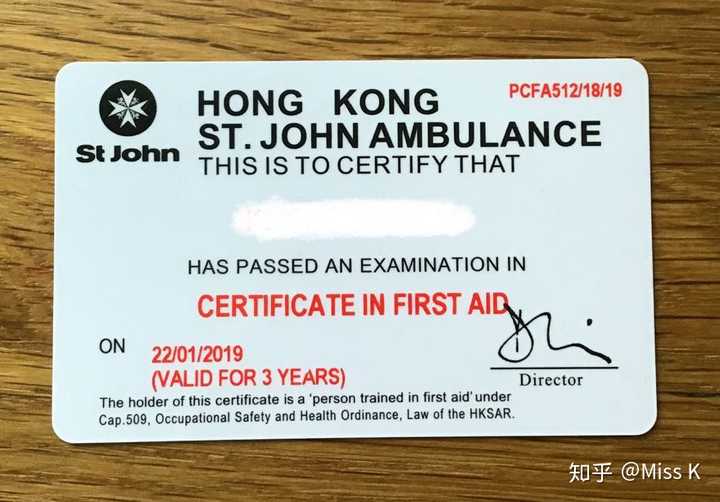 St John
PCFA512/18/19
HONG KONG
ST. JOHN AMBULANCE
THIS IS TO CERTIFY THAT
HAS PASSED AN EXAMINATION IN
CERTIFICATE IN FIRST AID
ON
22/01/2019
(VALID FOR 3 YEARS)
Director
The holder of this certificate is a 'person trained in first aid' under
Cap.509, Occupational Safety and Health Ordinance, Law of the HKSAR.
知乎 @Miss K